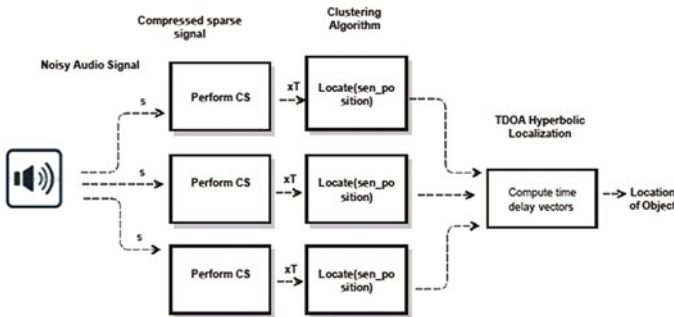 Compressed sparse
signal
Clustering
Algorithm
Noisy Audio Signal
s
Perform CS
xT
Locate(sen_po
sition)
TDOA Hyperbolic
Localization
s
Perform CS
xT
Locate(sen_po
sition)
Compute time
delay vectors
Location
of Object
s
Perform CS
xT
Locate(sen_po
sition)